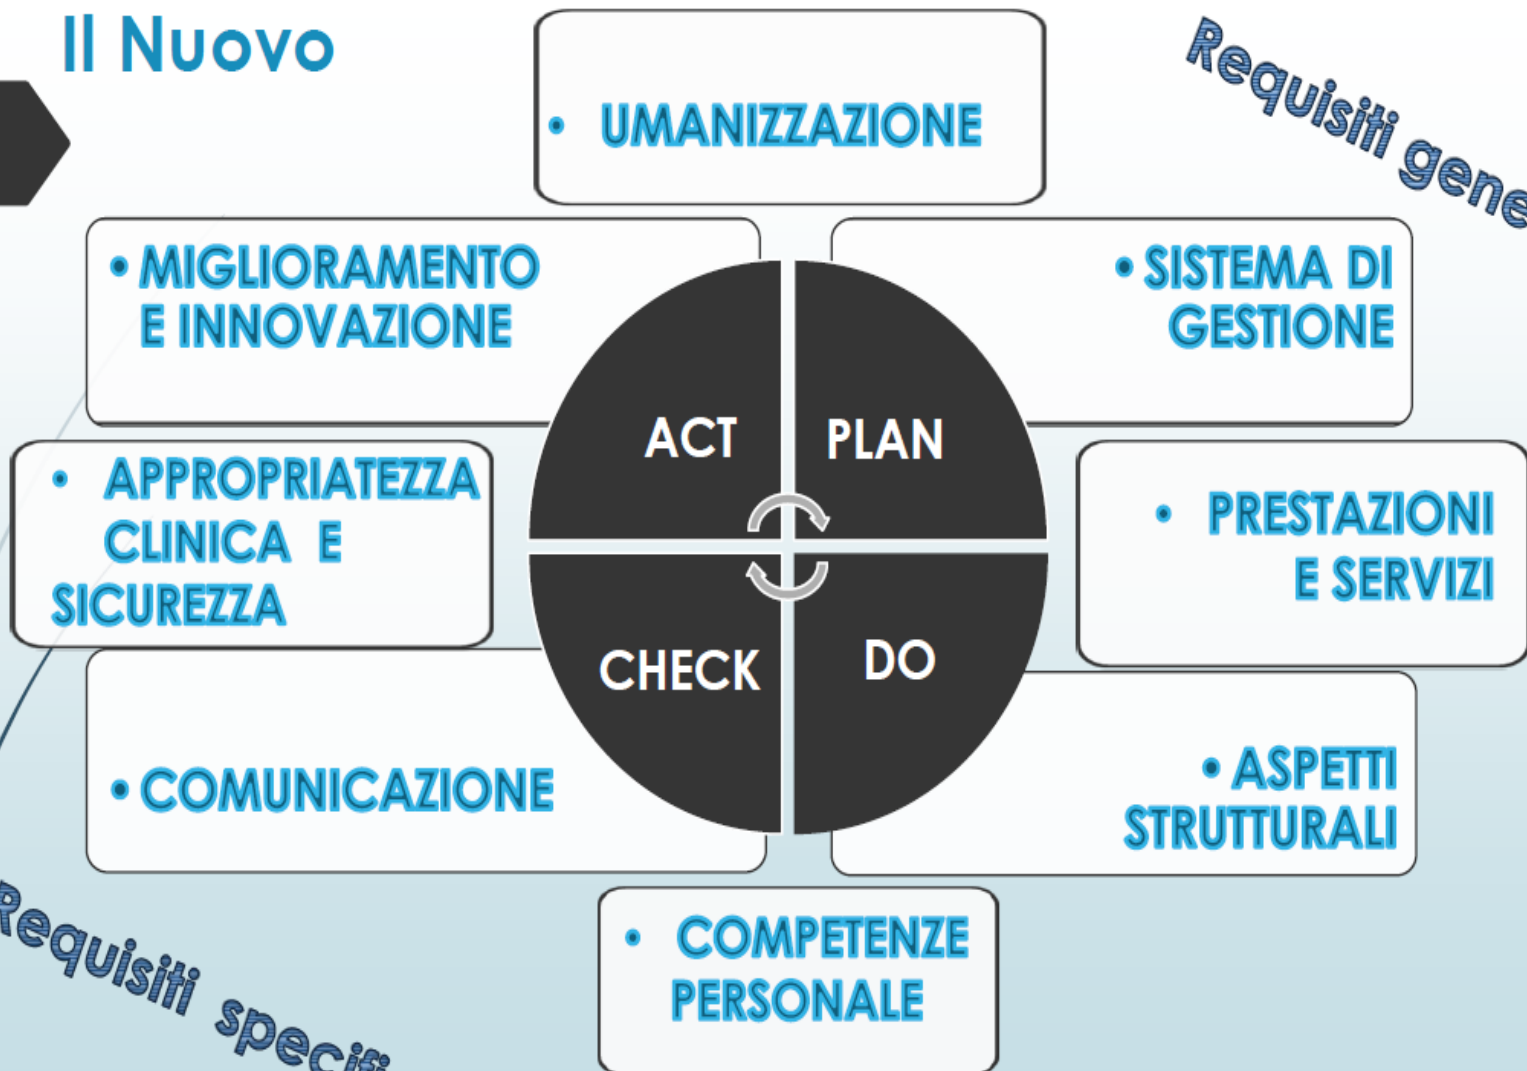 Il Nuovo
Requisiti gene
• UMANIZZAZIONE
• MIGLIORAMENTO
E INNOVAZIONE
• SISTEMA DI
GESTIONE
ACT
PLAN
• APPROPRIATEZZA
CLINICA E
SICUREZZA
• PRESTAZIONI
E SERVIZI
CHECK
DO
• COMUNICAZIONE
• ASPETTI
STRUTTURALI
• COMPETENZE
PERSONALE
Requisiti specifi